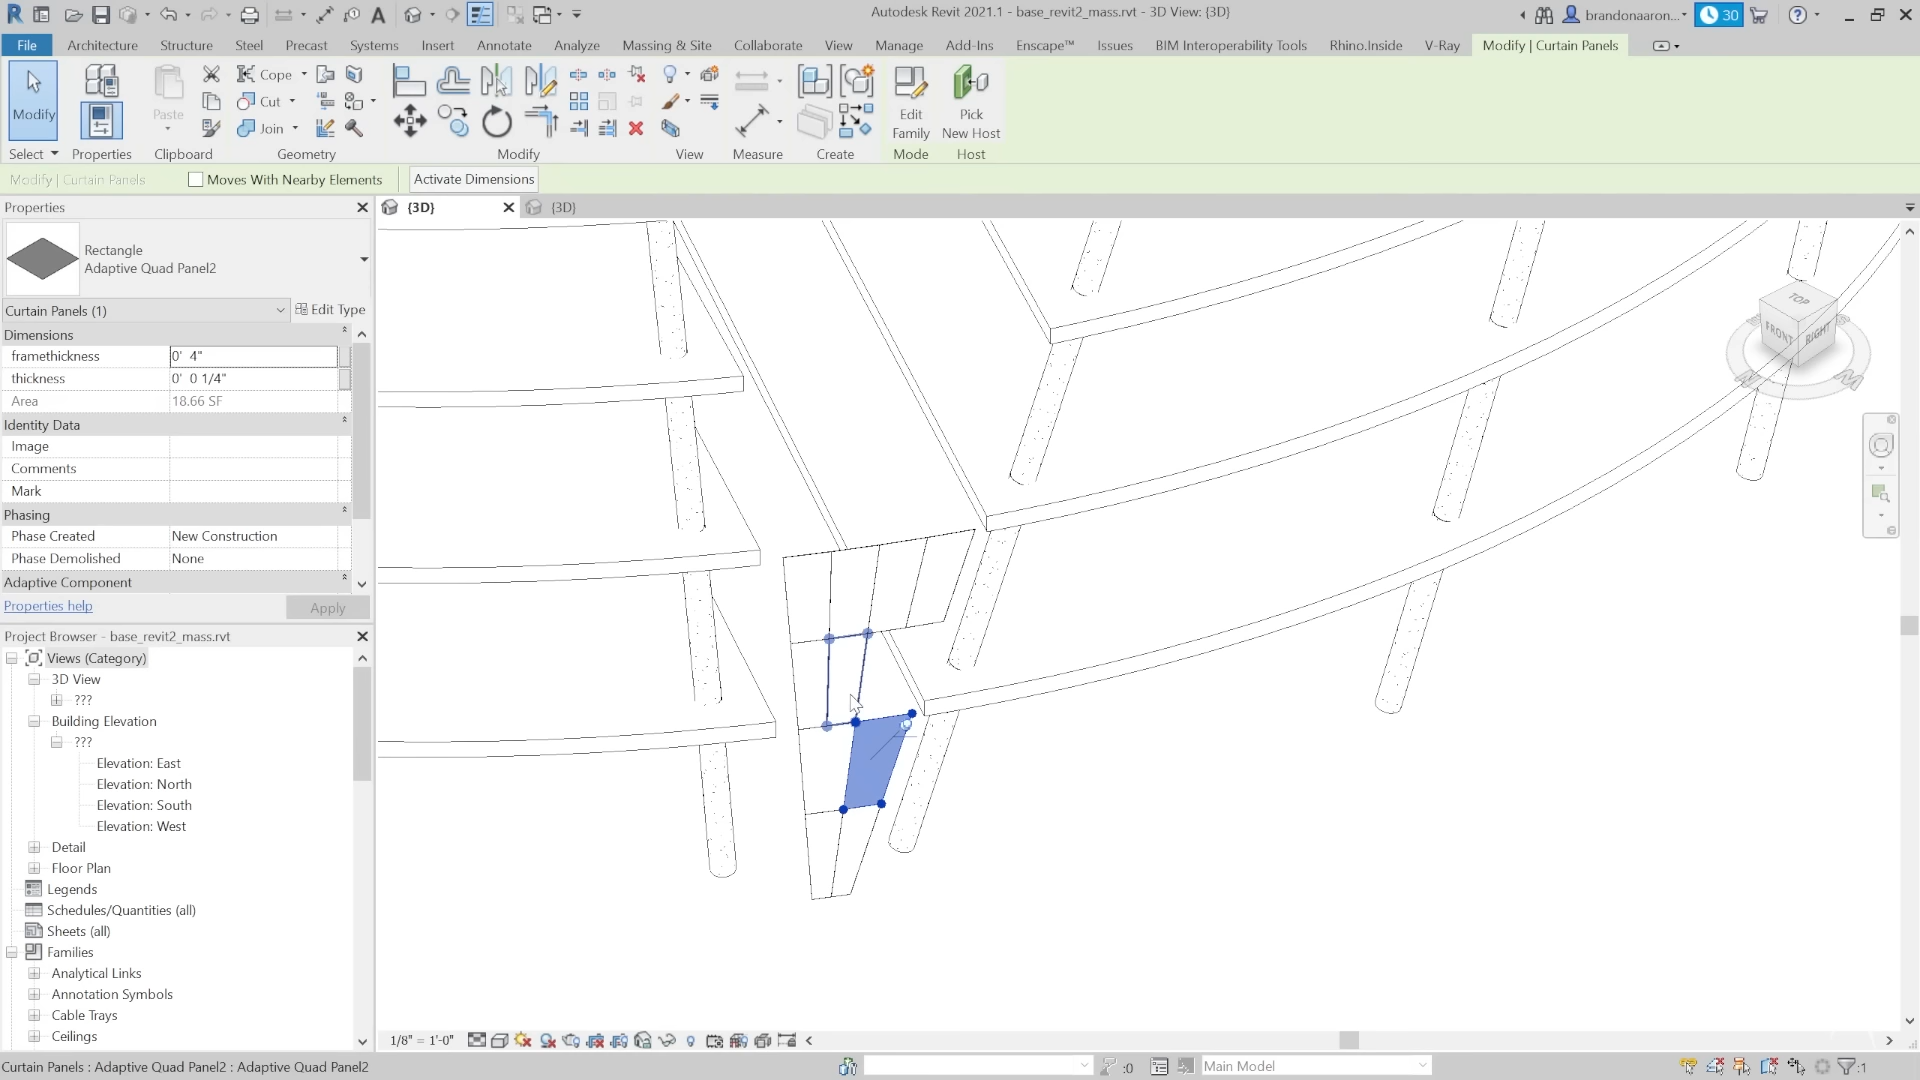 Autodesk Revit 2021.1 - base_revit2_mass.rvt - 3D View: {3D}
brandonaaron...
30
File Architecture Structure Steel Precast Systems Insert Annotate Analyze Massing & Site Collaborate View Manage Add-Ins Enscape™ Issues BIM Interoperability Tools Rhino.Inside V-Ray Modify | Curtain Panels
Modify
Paste
Cope
Cut
Join
Edit Family
Pick New Host
Select Properties Clipboard Geometry Modify View Measure Create Mode Host
Modify | Curtain Panels Moves With Nearby Elements Activate Dimensions
Properties
{3D}
{3D}
Rectangle
Adaptive Quad Panel2
Curtain Panels (1) Edit Type
Dimensions
framethickness 0' 4"
thickness 0' 0 1/4"
Area 18.66 SF
Identity Data
Image
Comments
Mark
Phasing
Phase Created New Construction
Phase Demolished None
Adaptive Component
Properties help Apply
Project Browser - base_revit2_mass.rvt
Views (Category)
3D View
???
Building Elevation
???
Elevation: East
Elevation: North
Elevation: South
Elevation: West
Detail
Floor Plan
Legends
Schedules/Quantities (all)
Sheets (all)
Families
Analytical Links
Annotation Symbols
Cable Trays
Ceilings
TOP
FRONT
RIGHT
1/8" = 1'-0"
Curtain Panels : Adaptive Quad Panel2 : Adaptive Quad Panel2
:0
Main Model
:1